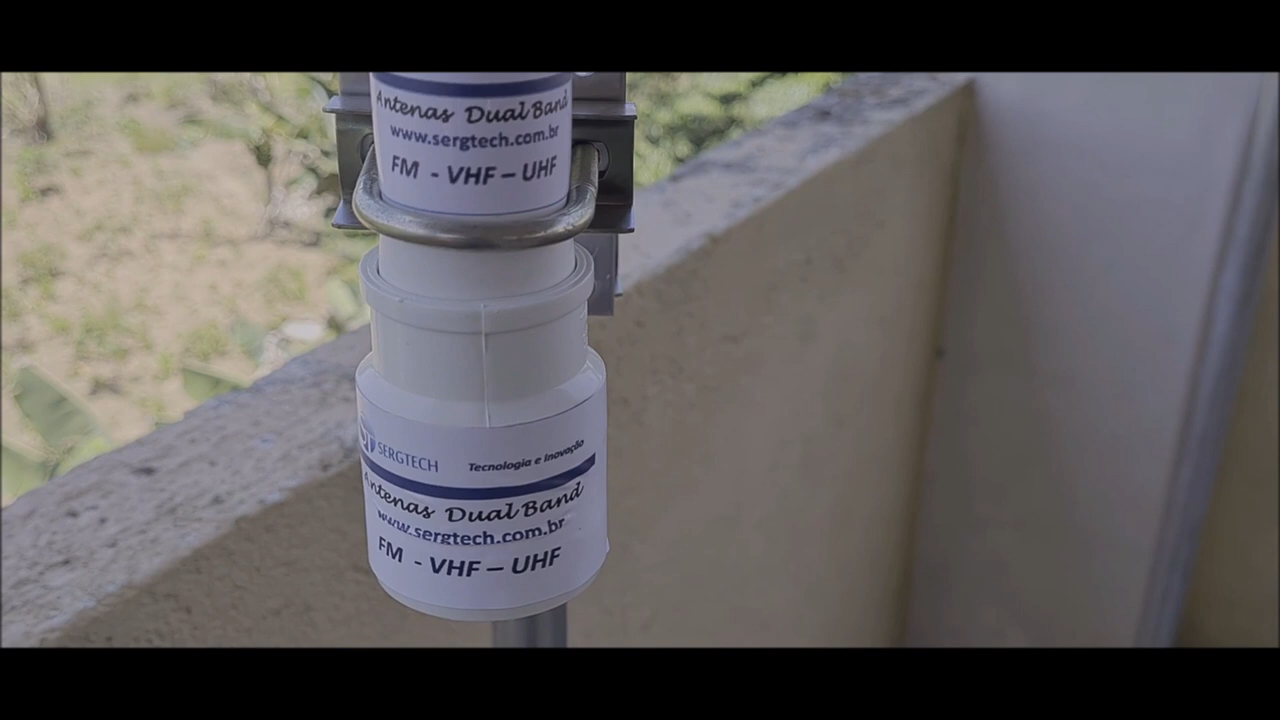 Antenas Dual Band
www.sergtech.com.br
FM - VHF – UHF
SERGTECH Tecnologia e Inovação
Antenas Dual Band
www.sergtech.com.br
FM - VHF – UHF